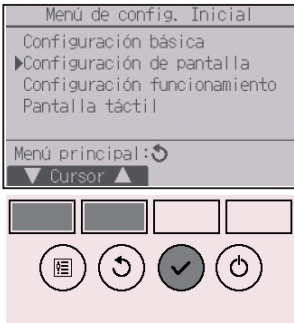 Menú de config. Inicial
Configuración básica
▶Configuración de pantalla
Configuración funcionamiento
Pantalla táctil
Menú principal:↺
▼ Cursor ▲